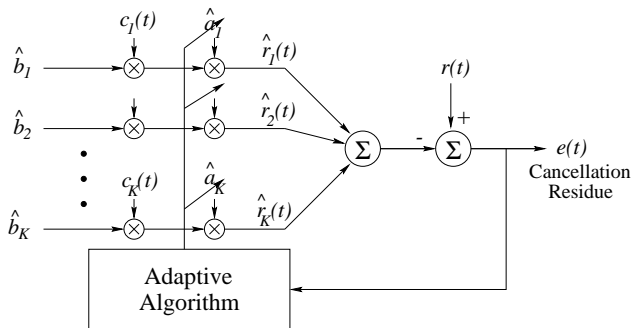 c_1(t) â_1
b̂_1 ⊗ ⊗ r̂_1(t) r(t)
b̂_2 ⊗ ⊗ r̂_2(t) +
Σ - Σ e(t)
Cancellation
Residue
c_K(t) â_K
b̂_K ⊗ ⊗ r̂_K(t)
Adaptive
Algorithm